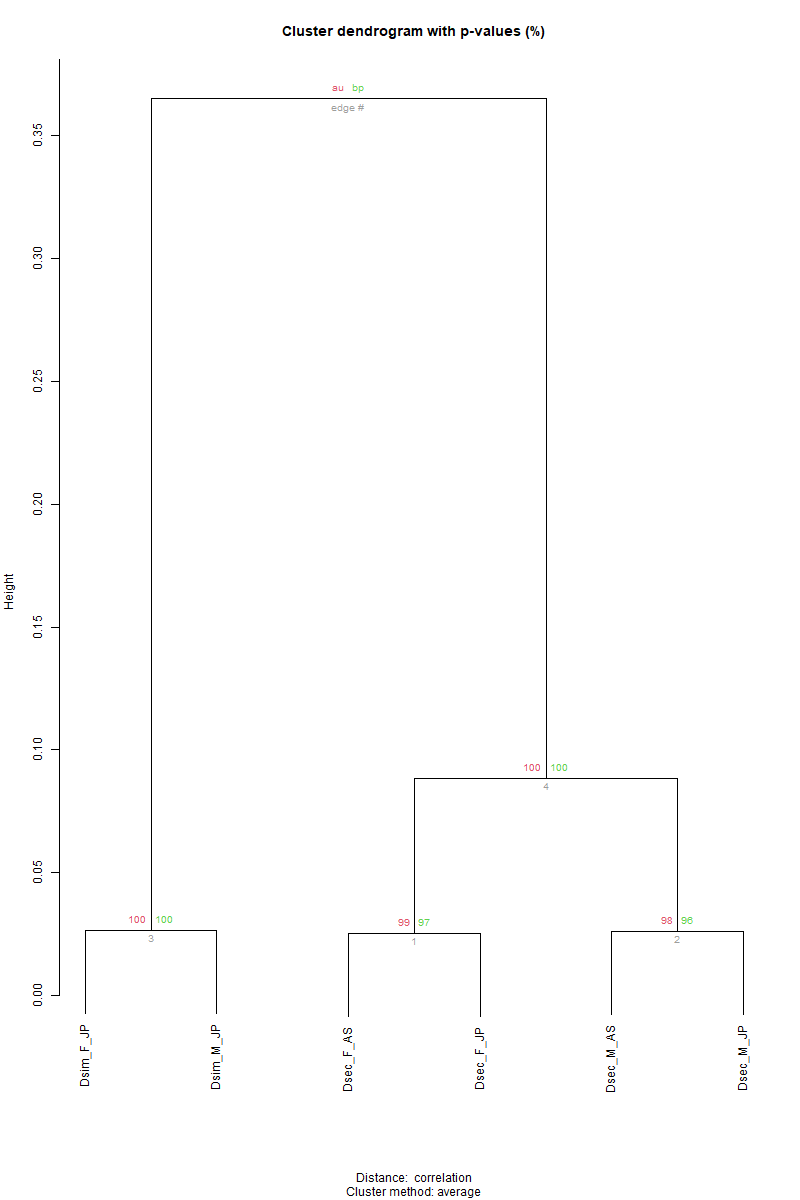 Cluster dendrogram with p-values (%)
au bp
edge #
0.35
0.30
0.25
0.20
0.15
0.10
0.05
0.00
Height
100 100
4
100 100
3
99 97
1
98 96
2
Dsim_F_JP
Dsim_M_JP
Dsec_F_AS
Dsec_F_JP
Dsec_M_AS
Dsec_M_JP
Distance: correlation
Cluster method: average